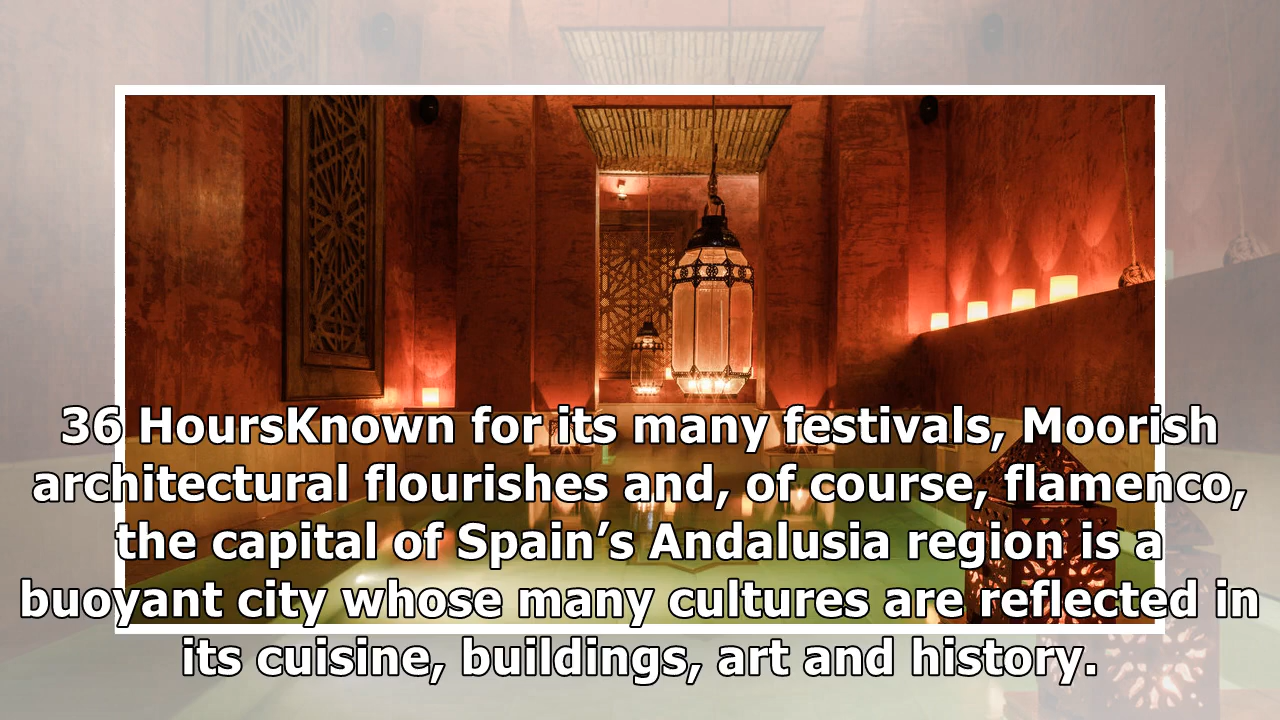 36 HoursKnown for its many festivals, Moorish
architectural flourishes and, of course, flamenco,
the capital of Spain’s Andalusia region is a
buoyant city whose many cultures are reflected in
its cuisine, buildings, art and history.